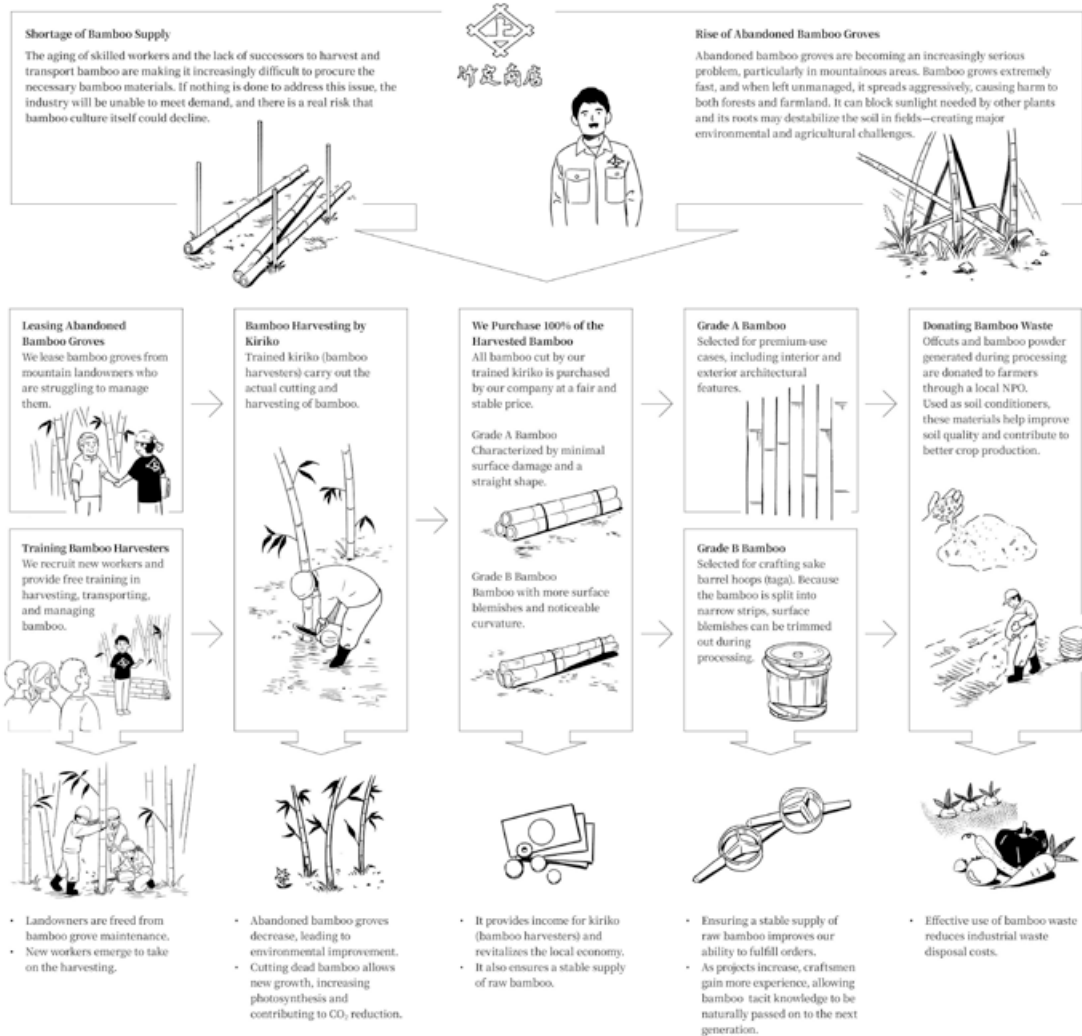 Shortage of Bamboo Supply
The aging of skilled workers and the lack of successors to harvest and
transport bamboo are making it increasingly difficult to procure the
necessary bamboo materials. If nothing is done to address this issue, the
industry will be unable to meet demand, and there is a real risk that
bamboo culture itself could decline.
上
竹定商店
Rise of Abandoned Bamboo Groves
Abandoned bamboo groves are becoming an increasingly serious
problem, particularly in mountainous areas. Bamboo grows extremely
fast, and when left unmanaged, it spreads aggressively, causing harm to
both forests and farmland. It can block sunlight needed by other plants
and its roots may destabilize the soil in fields—creating major
environmental and agricultural challenges.
Leasing Abandoned
Bamboo Groves
We lease bamboo groves from
mountain landowners who
are struggling to manage
them.
Training Bamboo Harvesters
We recruit new workers and
provide free training in
harvesting, transporting,
and managing
bamboo.
Bamboo Harvesting by
Kiriko
Trained kiriko (bamboo
harvesters) carry out the
actual cutting and
harvesting of bamboo.
We Purchase 100% of the
Harvested Bamboo
All bamboo cut by our
trained kiriko is purchased
by our company at a fair and
stable price.
Grade A Bamboo
Characterized by minimal
surface damage and a
straight shape.
Grade B Bamboo
Bamboo with more surface
blemishes and noticeable
curvature.
Grade A Bamboo
Selected for premium-use
cases, including interior and
exterior architectural
features.
Grade B Bamboo
Selected for crafting sake
barrel hoops (taga). Because
the bamboo is split into
narrow strips, surface
blemishes can be trimmed
out during
processing.
Donating Bamboo Waste
Offcuts and bamboo powder
generated during processing
are donated to farmers
through a local NPO.
Used as soil conditioners,
these materials help improve
soil quality and contribute to
better crop production.
• Landowners are freed from
bamboo grove maintenance.
• New workers emerge to take
on the harvesting.
• Abandoned bamboo groves
decrease, leading to
environmental improvement.
• Cutting dead bamboo allows
new growth, increasing
photosynthesis and
contributing to CO₂ reduction.
• It provides income for kiriko
(bamboo harvesters) and
revitalizes the local economy.
• It also ensures a stable supply
of raw bamboo.
• Ensuring a stable supply of
raw bamboo improves our
ability to fulfill orders.
• As projects increase, craftsmen
gain more experience, allowing
bamboo tacit knowledge to be
naturally passed on to the next
generation.
• Effective use of bamboo waste
reduces industrial waste
disposal costs.